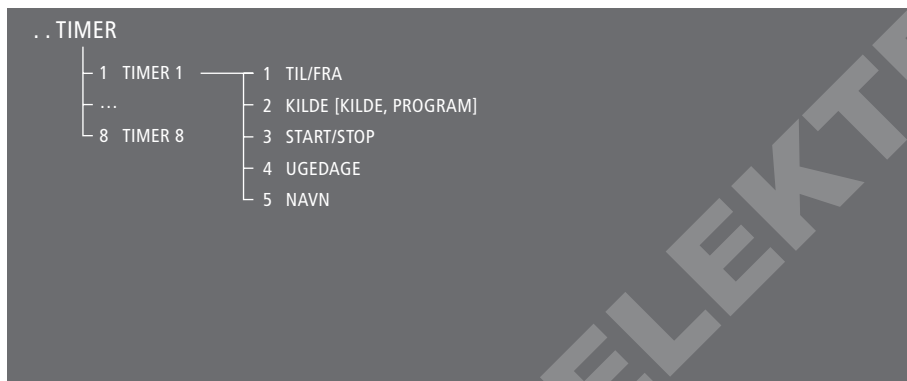 . . TIMER
1 TIMER 1
1 TIL/FRA
...
2 KILDE [KILDE, PROGRAM]
8 TIMER 8
3 START/STOP
4 UGEDAGE
5 NAVN
ELEKT